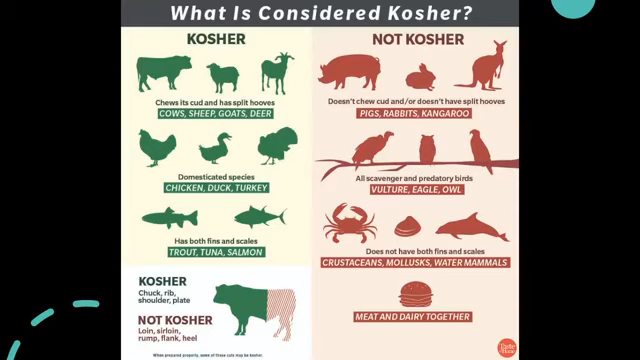 What Is Considered Kosher?
KOSHER
Chews its cud and has split hooves
COWS, SHEEP, GOATS, DEER
Domesticated species
CHICKEN, DUCK, TURKEY
Has both fins and scales
TROUT, TUNA, SALMON
KOSHER
Chuck, rib,
shoulder, plate
NOT KOSHER
Loin, sirloin,
rump, flank, heel
When prepared properly, some of these cuts may be kosher.
NOT KOSHER
Doesn't chew cud and/or doesn't have split hooves
PIGS, RABBITS, KANGAROO
All scavenger and predatory birds
VULTURE, EAGLE, OWL
Does not have both fins and scales
CRUSTACEANS, MOLLUSKS, WATER MAMMALS
MEAT AND DAIRY TOGETHER
Taste